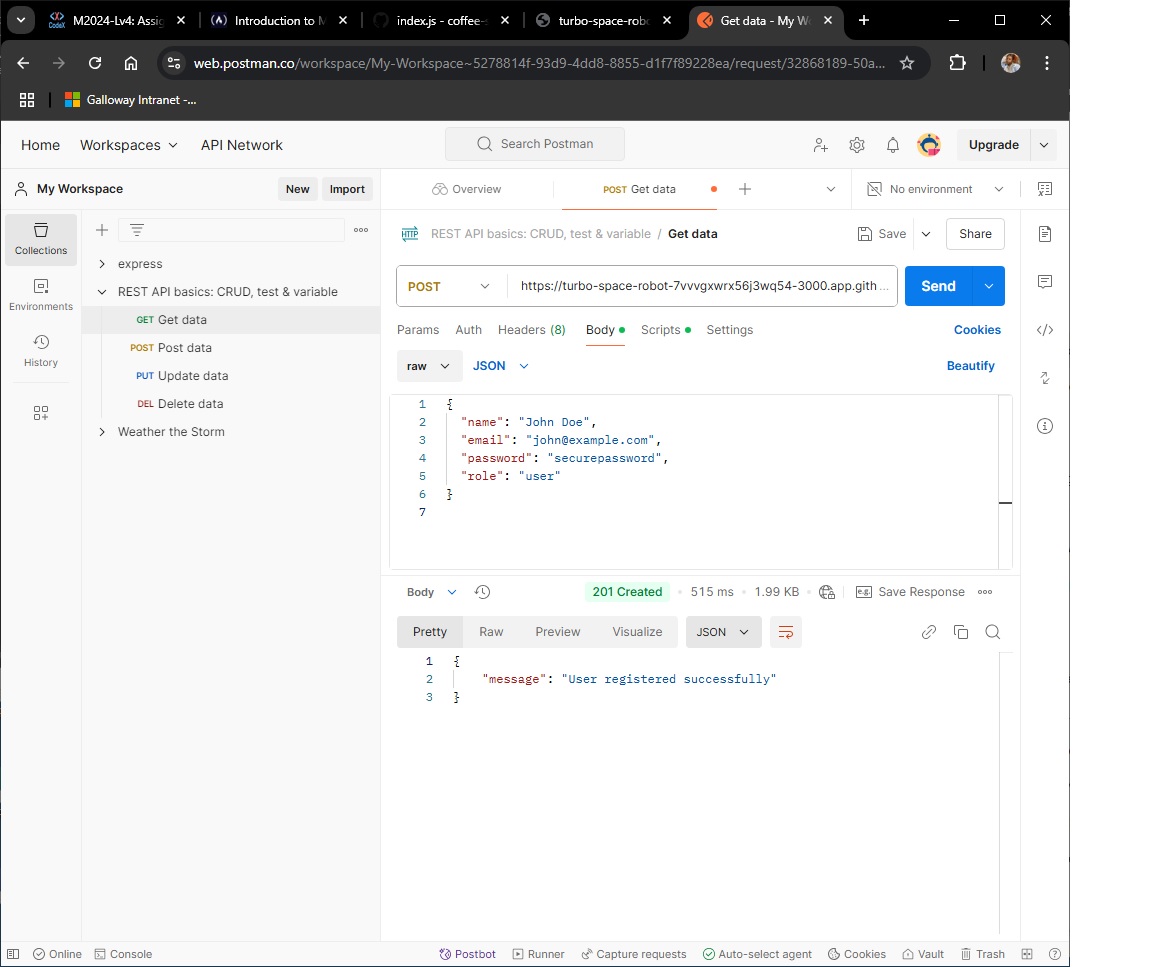 M2024-Lv4: Assig
Introduction to M
index.js - coffee-s
turbo-space-rob
Get data - My Wo
web.postman.co/workspace/My-Workspace~5278814f-93d9-4dd8-8855-d1f7f89228ea/request/32868189-50a...
Galloway Intranet -...
Home Workspaces API Network Search Postman Upgrade
My Workspace New Import
Overview POST Get data No environment
Collections
Environments
History
express
REST API basics: CRUD, test & variable
GET Get data
POST Post data
PUT Update data
DEL Delete data
Weather the Storm
HTTP REST API basics: CRUD, test & variable / Get data Save Share
POST https://turbo-space-robot-7vvvgxwrx56j3wq54-3000.app.gith ... Send
Params Auth Headers (8) Body Scripts Settings Cookies
raw JSON Beautify
1 {
2 "name": "John Doe",
3 "email": "john@example.com",
4 "password": "securepassword",
5 "role": "user"
6 }
7
Body 201 Created 515 ms 1.99 KB e.g. Save Response
Pretty Raw Preview Visualize JSON
1 {
2 "message": "User registered successfully"
3 }
Online Console Postbot Runner Capture requests Auto-select agent Cookies Vault Trash